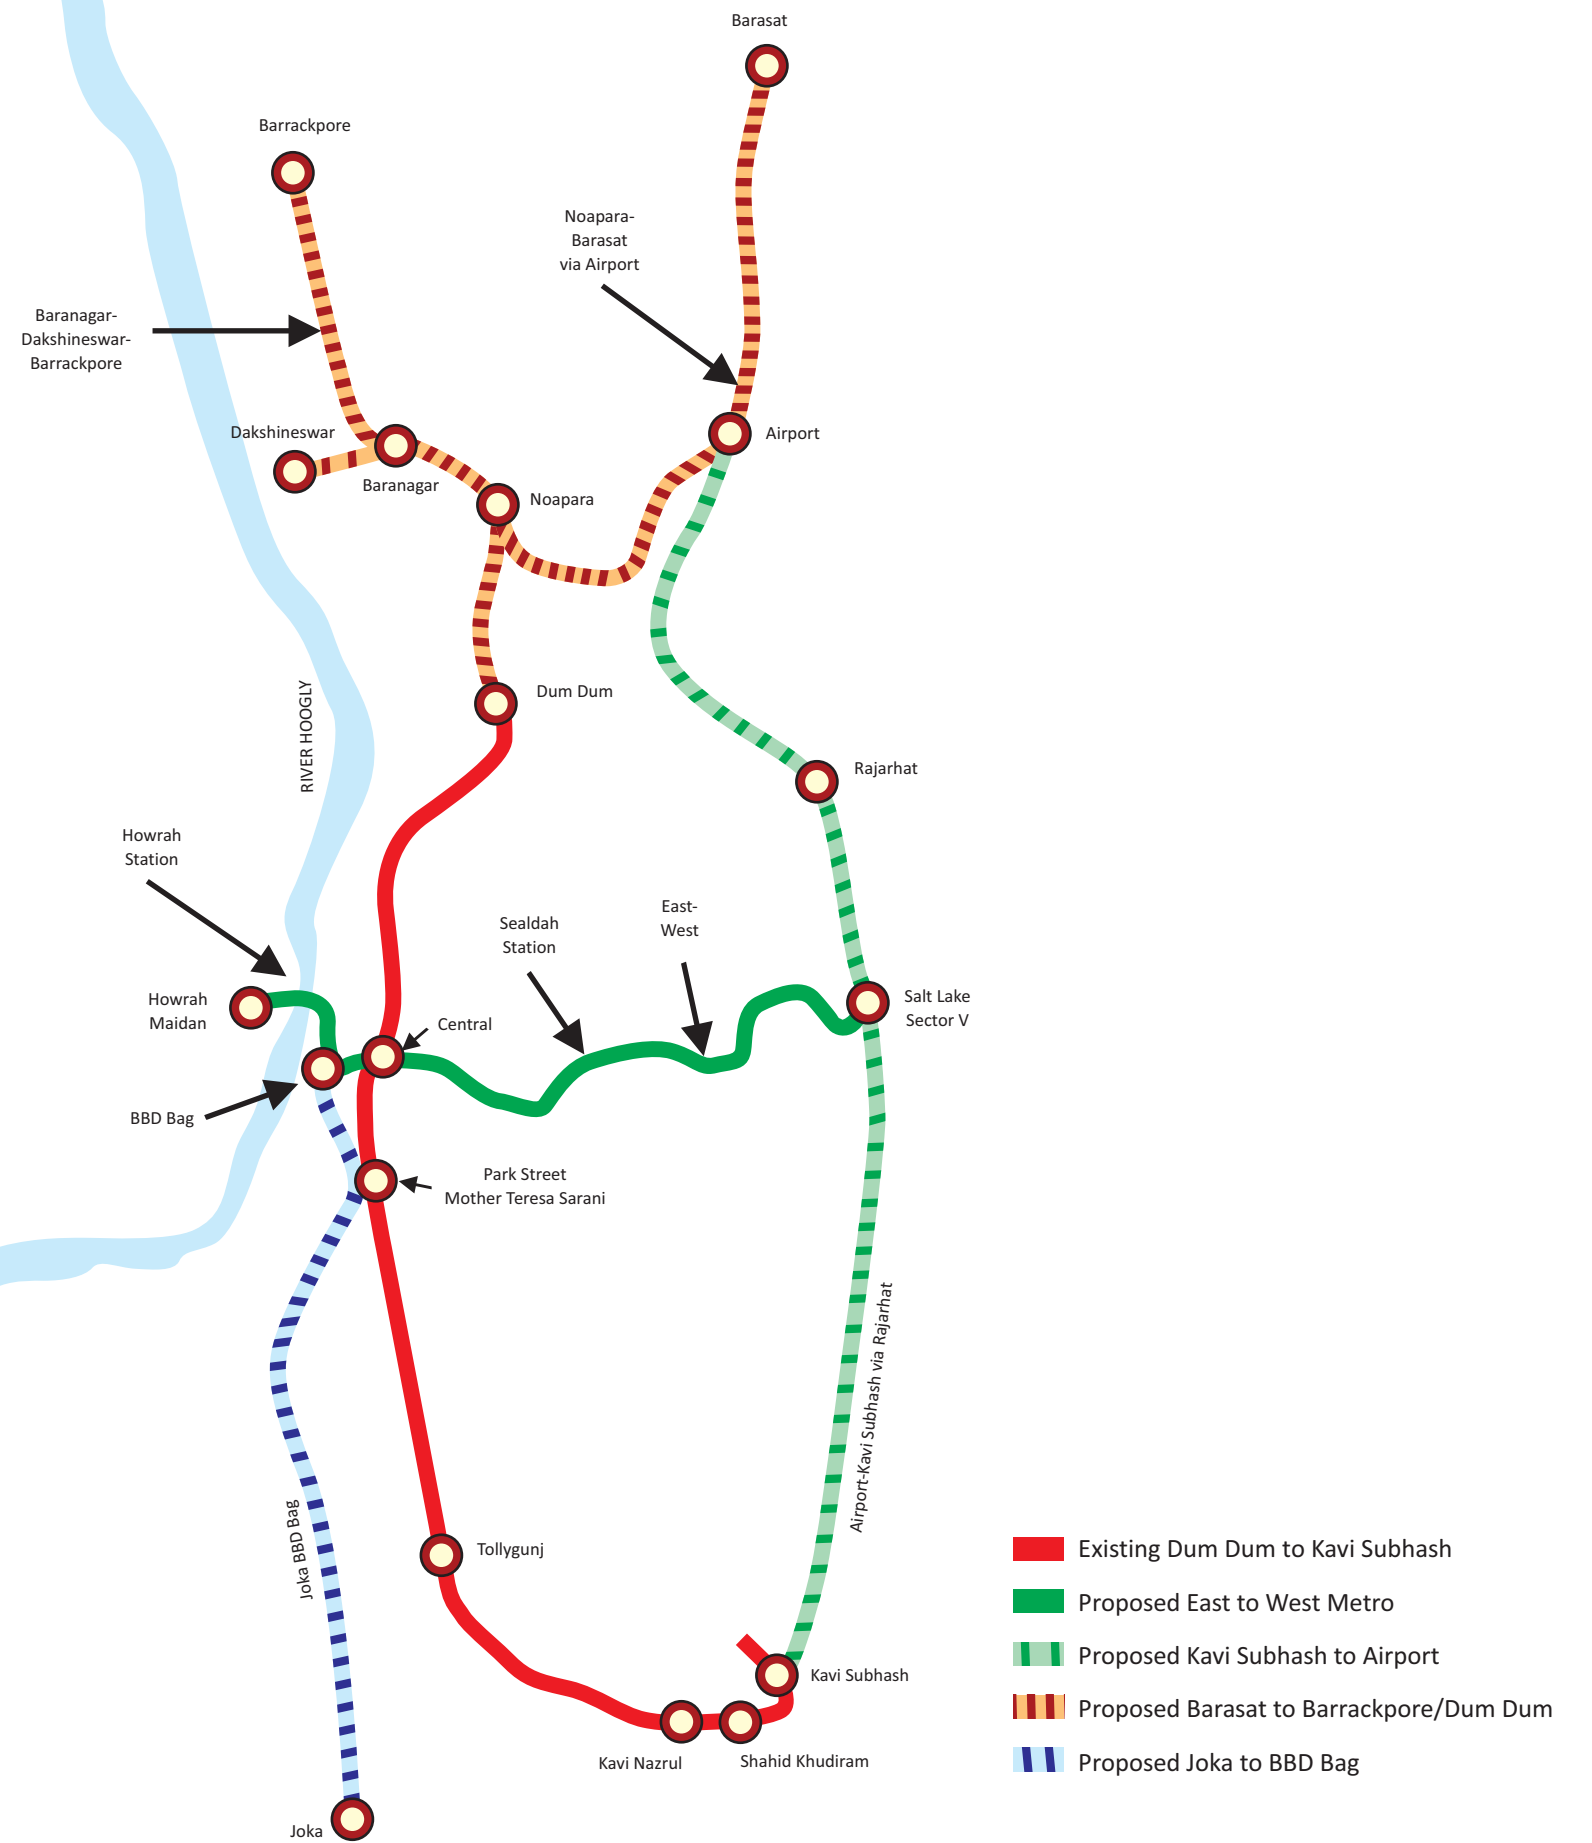 Barasat
Barrackpore
Noapara-
Barasat
via Airport
Baranagar-
Dakshineswar-
Barrackpore
Dakshineswar
Airport
Baranagar
Noapara
Dum Dum
RIVER HOOGLY
Rajarhat
Howrah
Station
East-
West
Sealdah
Station
Howrah
Maidan
Salt Lake
Sector V
Central
BBD Bag
Park Street
Mother Teresa Sarani
Airport-Kavi Subhash via Rajarhat
Joka BBD Bag
Tollygunj
Kavi Subhash
Kavi Nazrul
Shahid Khudiram
Joka
Existing Dum Dum to Kavi Subhash
Proposed East to West Metro
Proposed Kavi Subhash to Airport
Proposed Barasat to Barrackpore/Dum Dum
Proposed Joka to BBD Bag